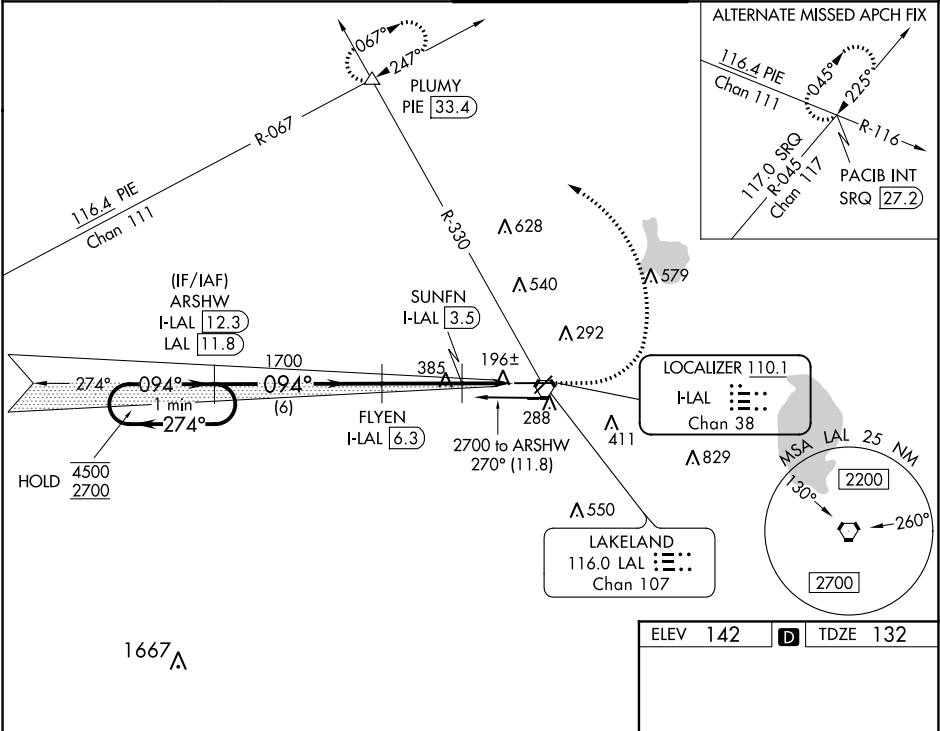 ALTERNATE MISSED APCH FIX
116.4 PIE
Chan 111
045°
225°
R-116
117.0 SRQ
R-045
Chan 117
PACIB INT
SRQ 27.2
067°
247°
PLUMY
PIE 33.4
R-067
116.4 PIE
Chan 111
R-330
628
540
579
292
(IF/IAF)
ARSHW
I-LAL 12.3
LAL 11.8
SUNFN
I-LAL 3.5
1700
385
196±
274°
094°
094°
1 min
(6)
274°
FLYEN
I-LAL 6.3
288
2700 to ARSHW
270° (11.8)
HOLD
4500
2700
LOCALIZER 110.1
I-LAL
Chan 38
411
829
550
LAKELAND
116.0 LAL
Chan 107
MSA LAL 25 NM
2200
130°
260°
2700
1667
ELEV 142 D TDZE 132